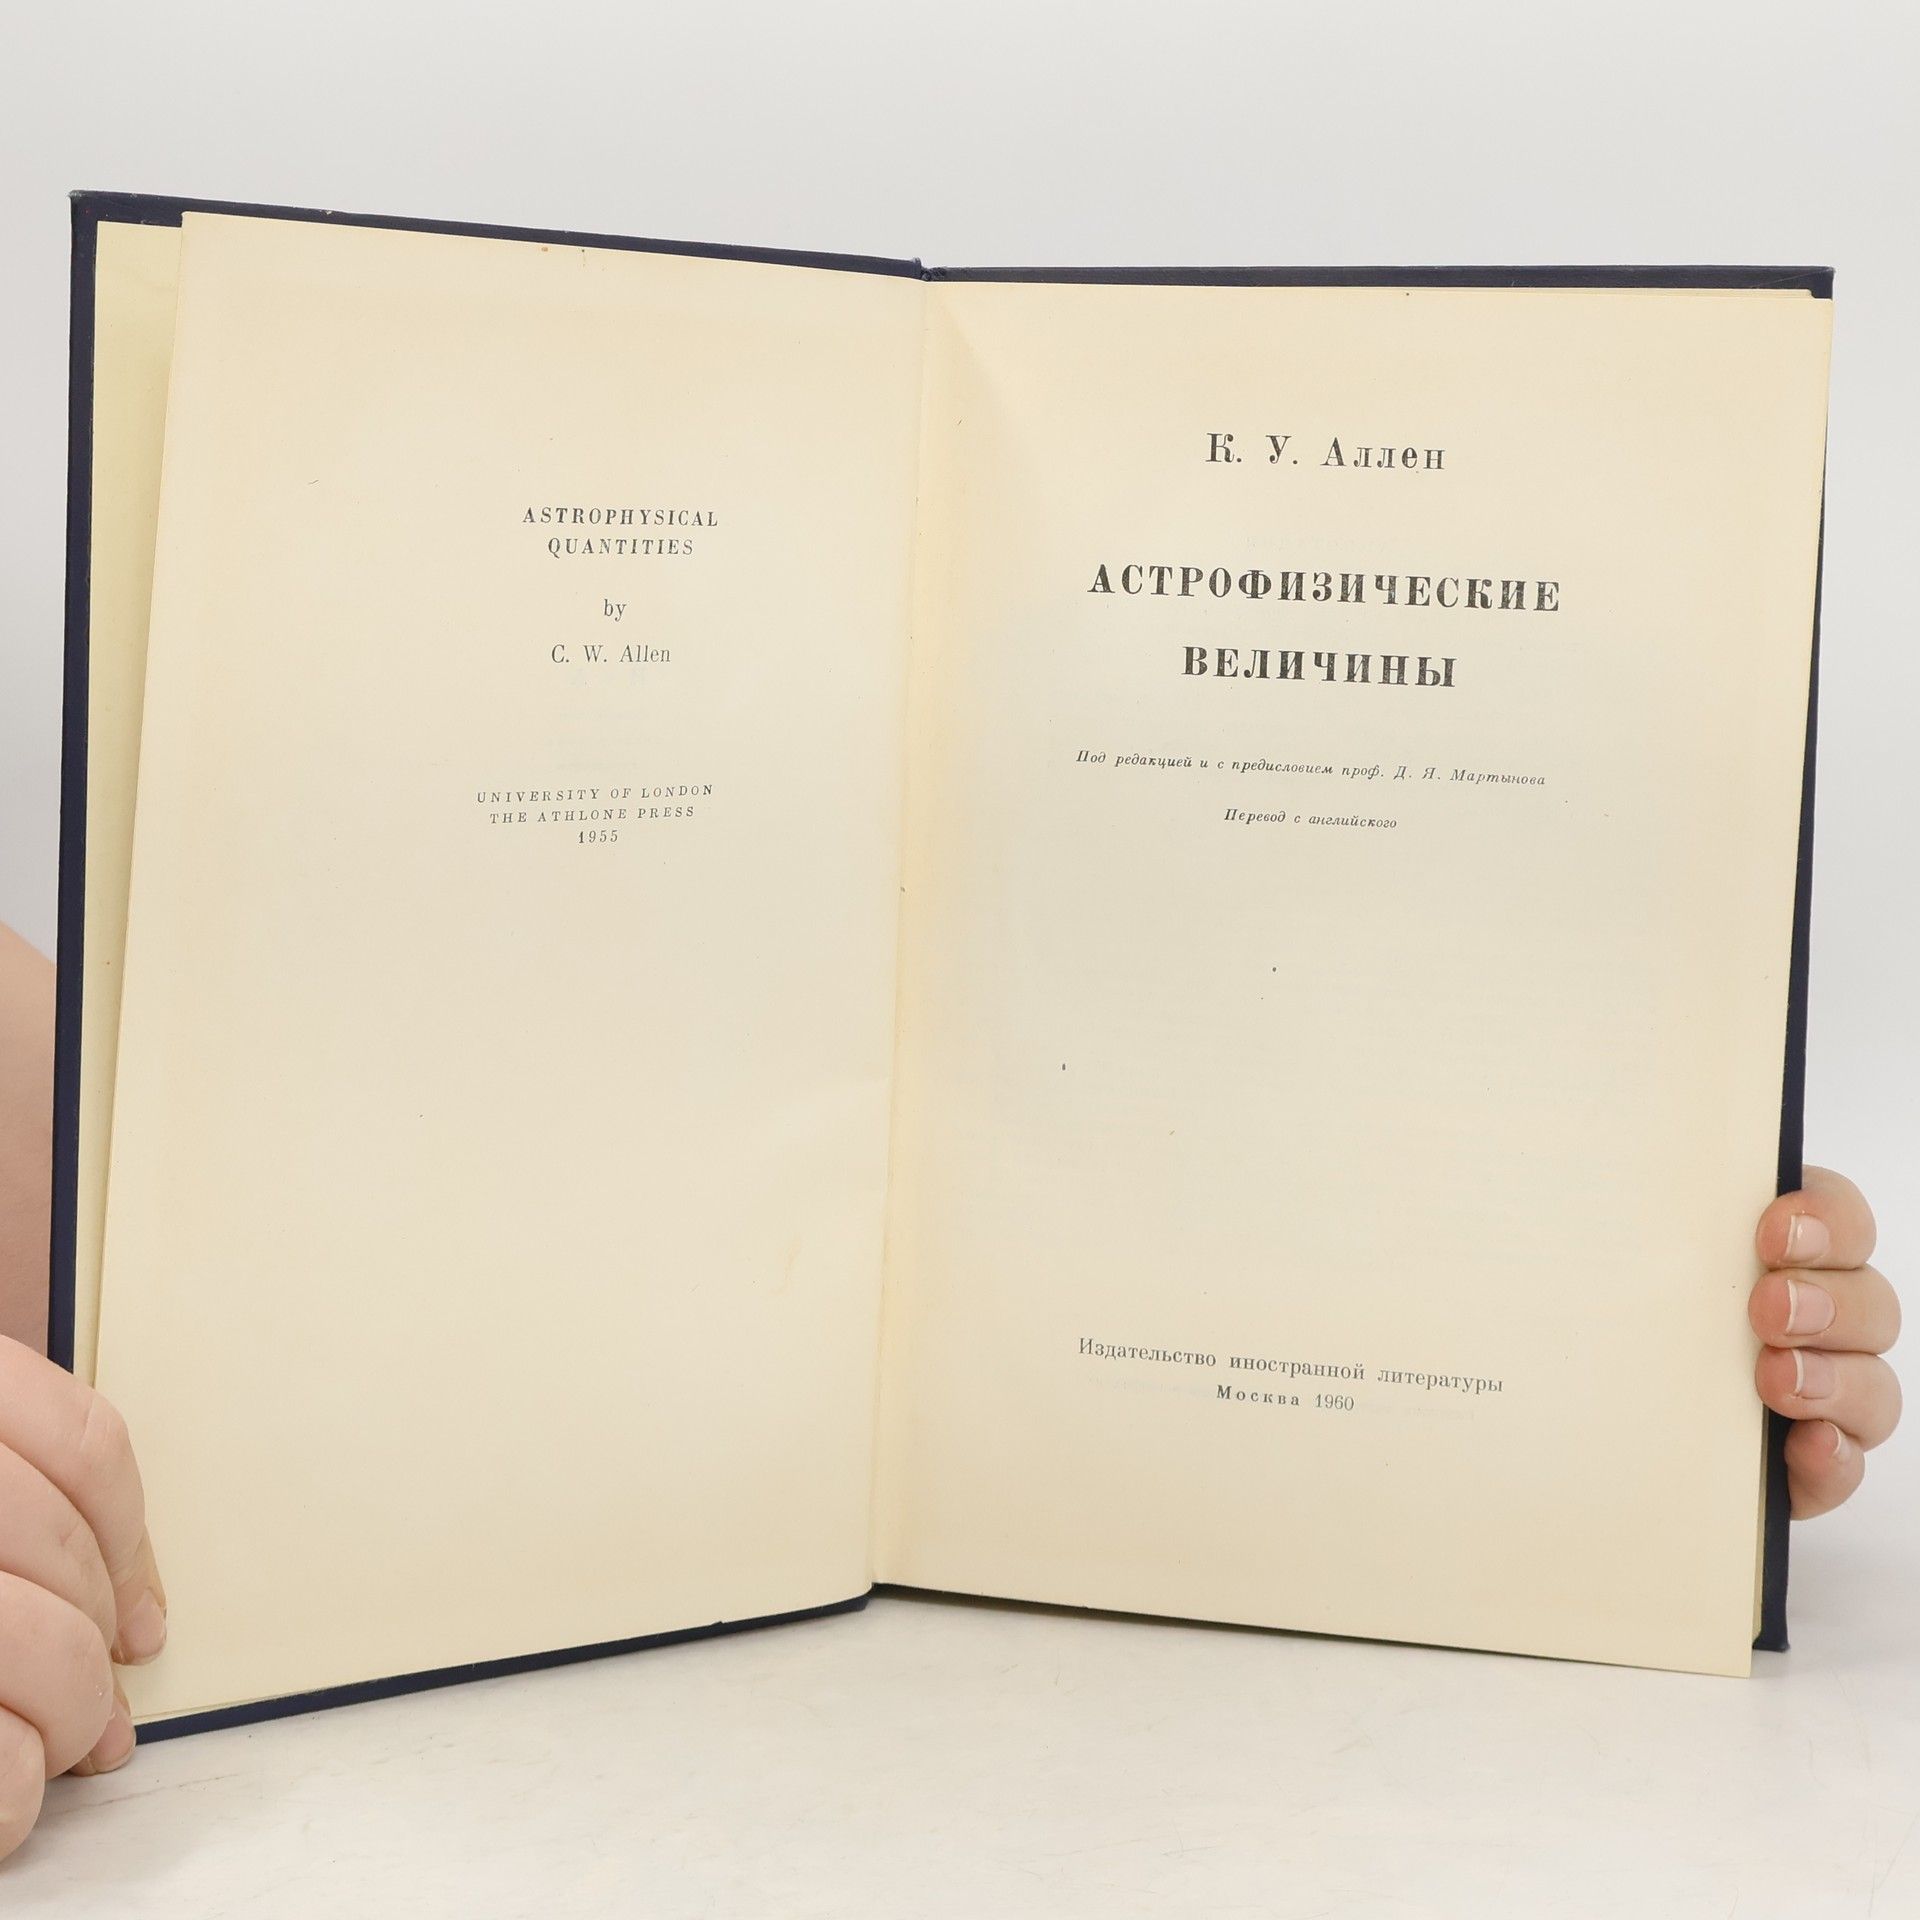 ASTROPHYSICAL
QUANTITIES
by
C. W. Allen
UNIVERSITY OF LONDON
THE ATHLONE PRESS
1955
К. У. Аллен
АСТРОФИЗИЧЕСКИЕ
ВЕЛИЧИНЫ
Под редакцией и с предисловием проф. Д. Я. Мартынова
Перевод с английского
Издательство иностранной литературы
Москва 1960